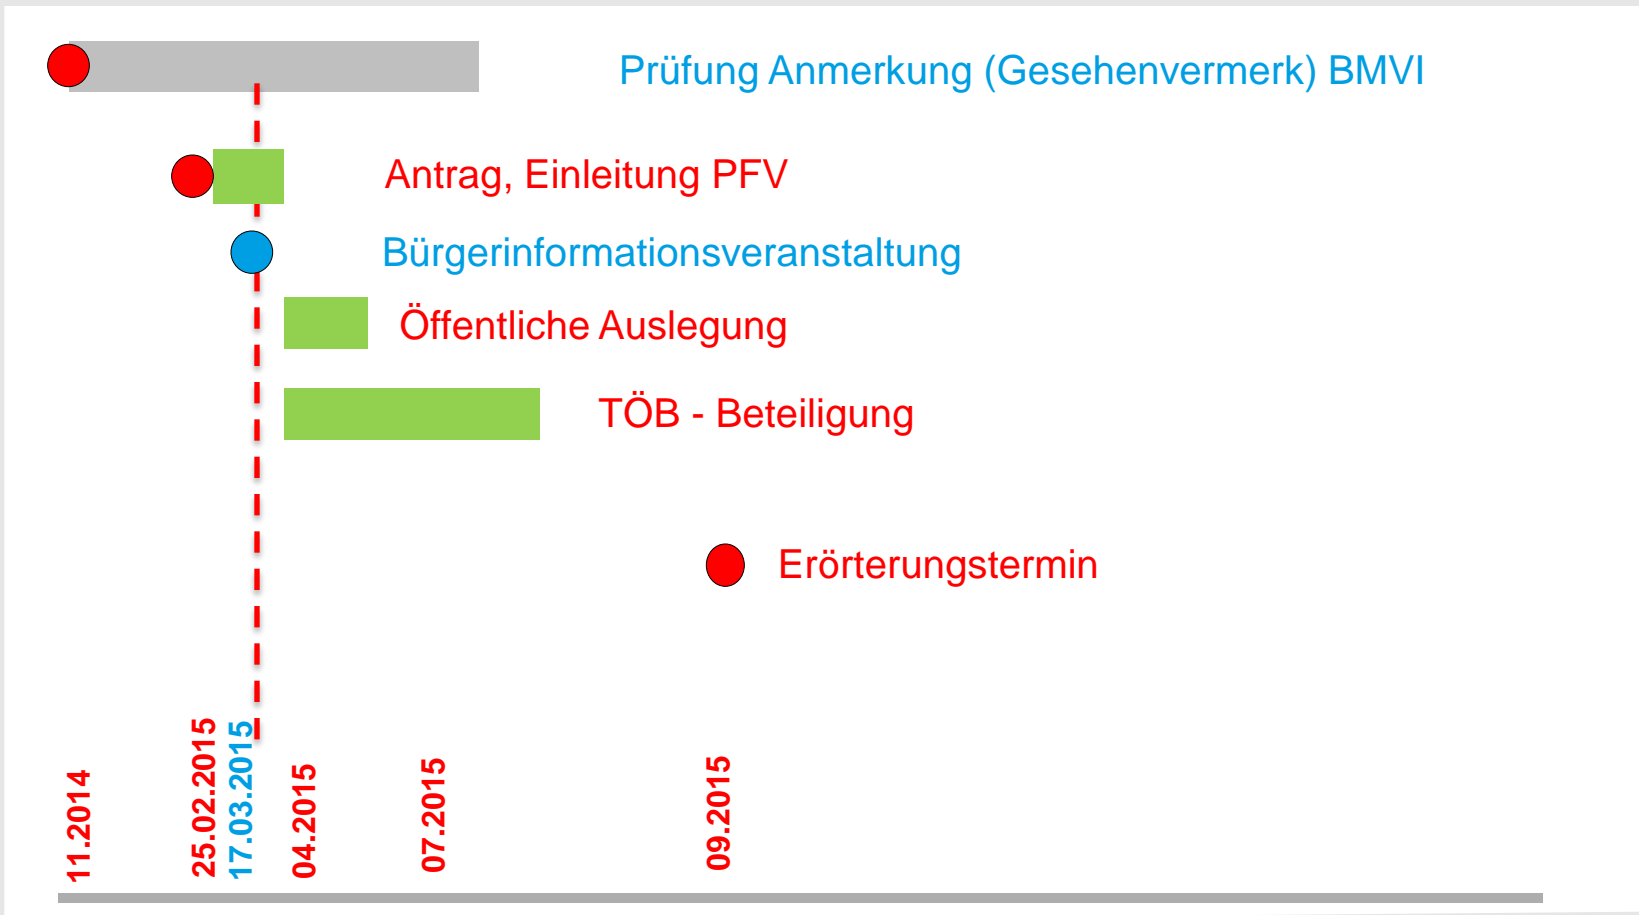 Prüfung Anmerkung (Gesehenvermerk) BMVI
Antrag, Einleitung PFV
Bürgerinformationsveranstaltung
Öffentliche Auslegung
TÖB - Beteiligung
Erörterungstermin
11.2014
25.02.2015
17.03.2015
04.2015
07.2015
09.2015